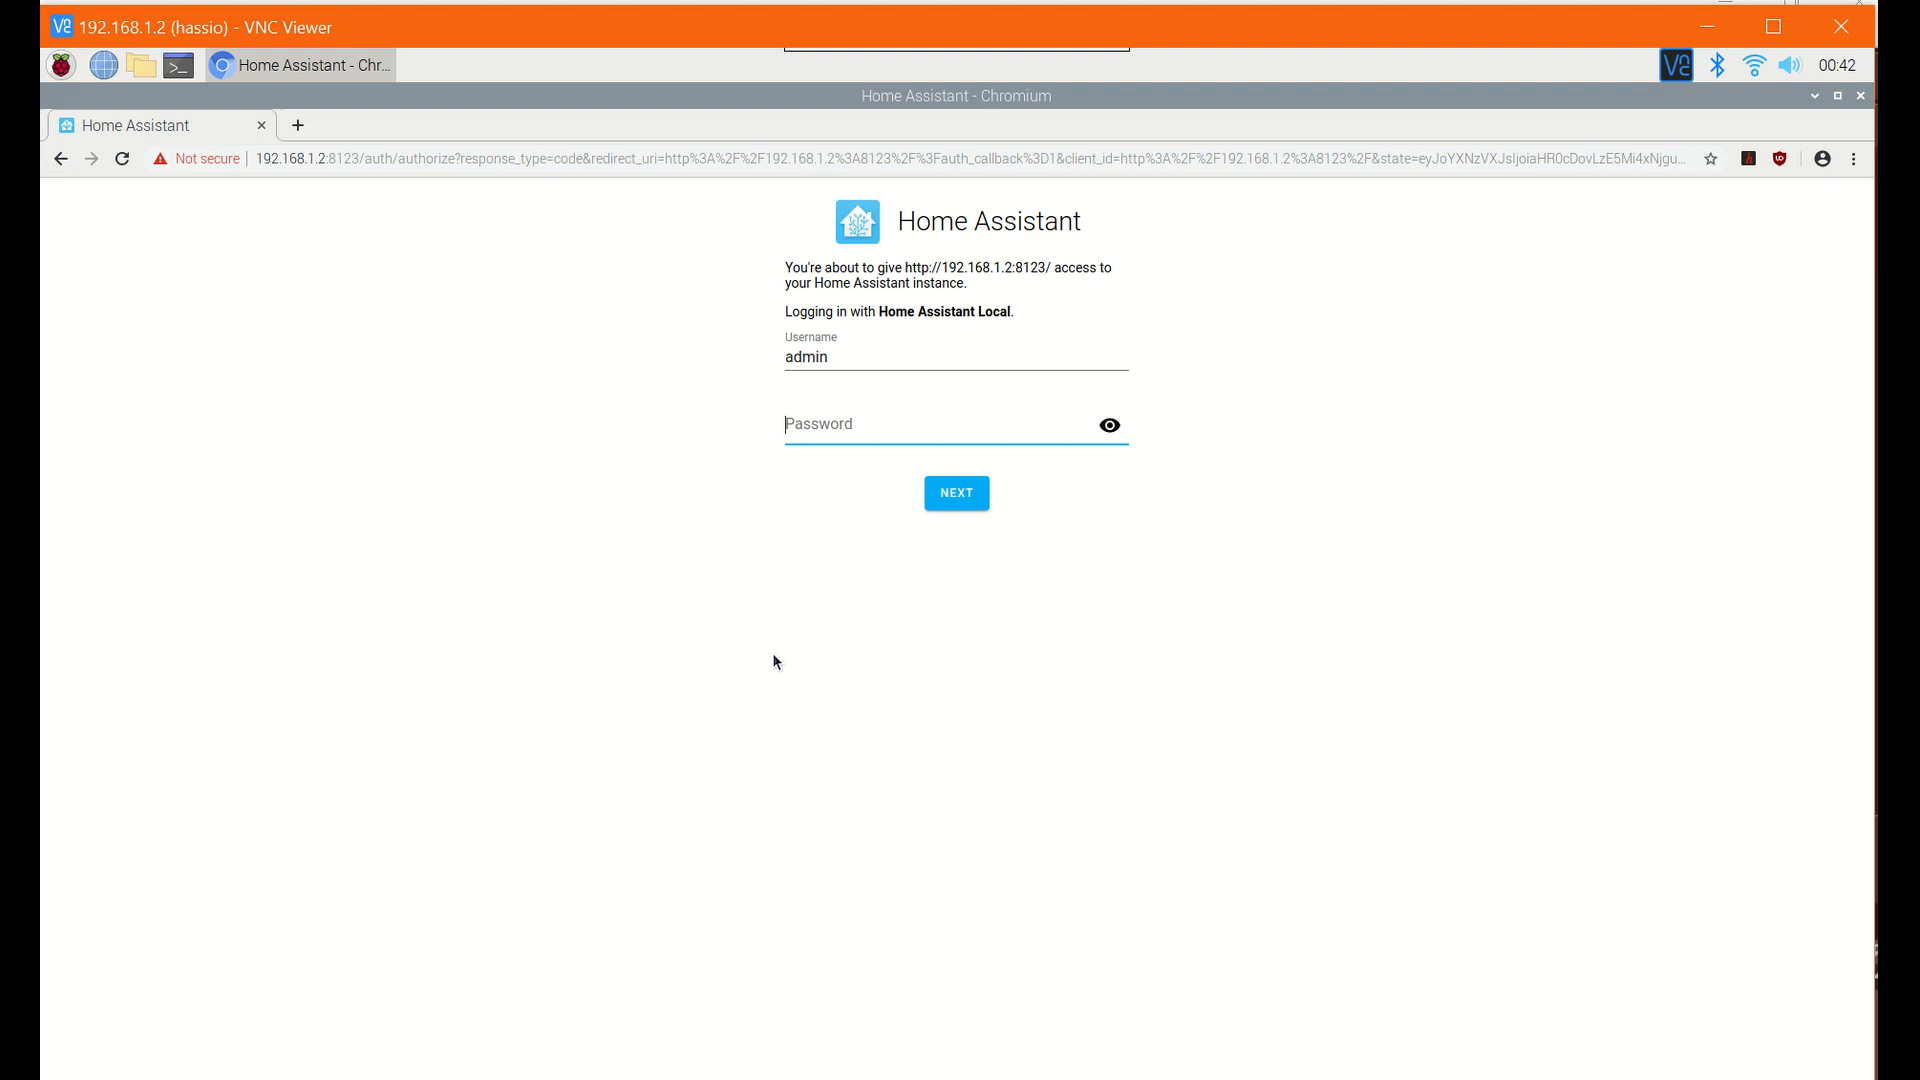 192.168.1.2 (hassio) - VNC Viewer
Home Assistant - Chr...
00:42
Home Assistant - Chromium
Home Assistant
Not secure
192.168.1.2:8123/auth/authorize?response_type=code&redirect_uri=http%3A%2F%2F192.168.1.2%3A8123%2F%3Fauth_callback%3D1&client_id=http%3A%2F%2F192.168.1.2%3A8123%2F&state=eyJoYXNzVXJsIjoiaHR0cDovLzE5Mi4xNjgu...
Home Assistant
You're about to give http://192.168.1.2:8123/ access to
your Home Assistant instance.
Logging in with Home Assistant Local.
Username
admin
Password
NEXT